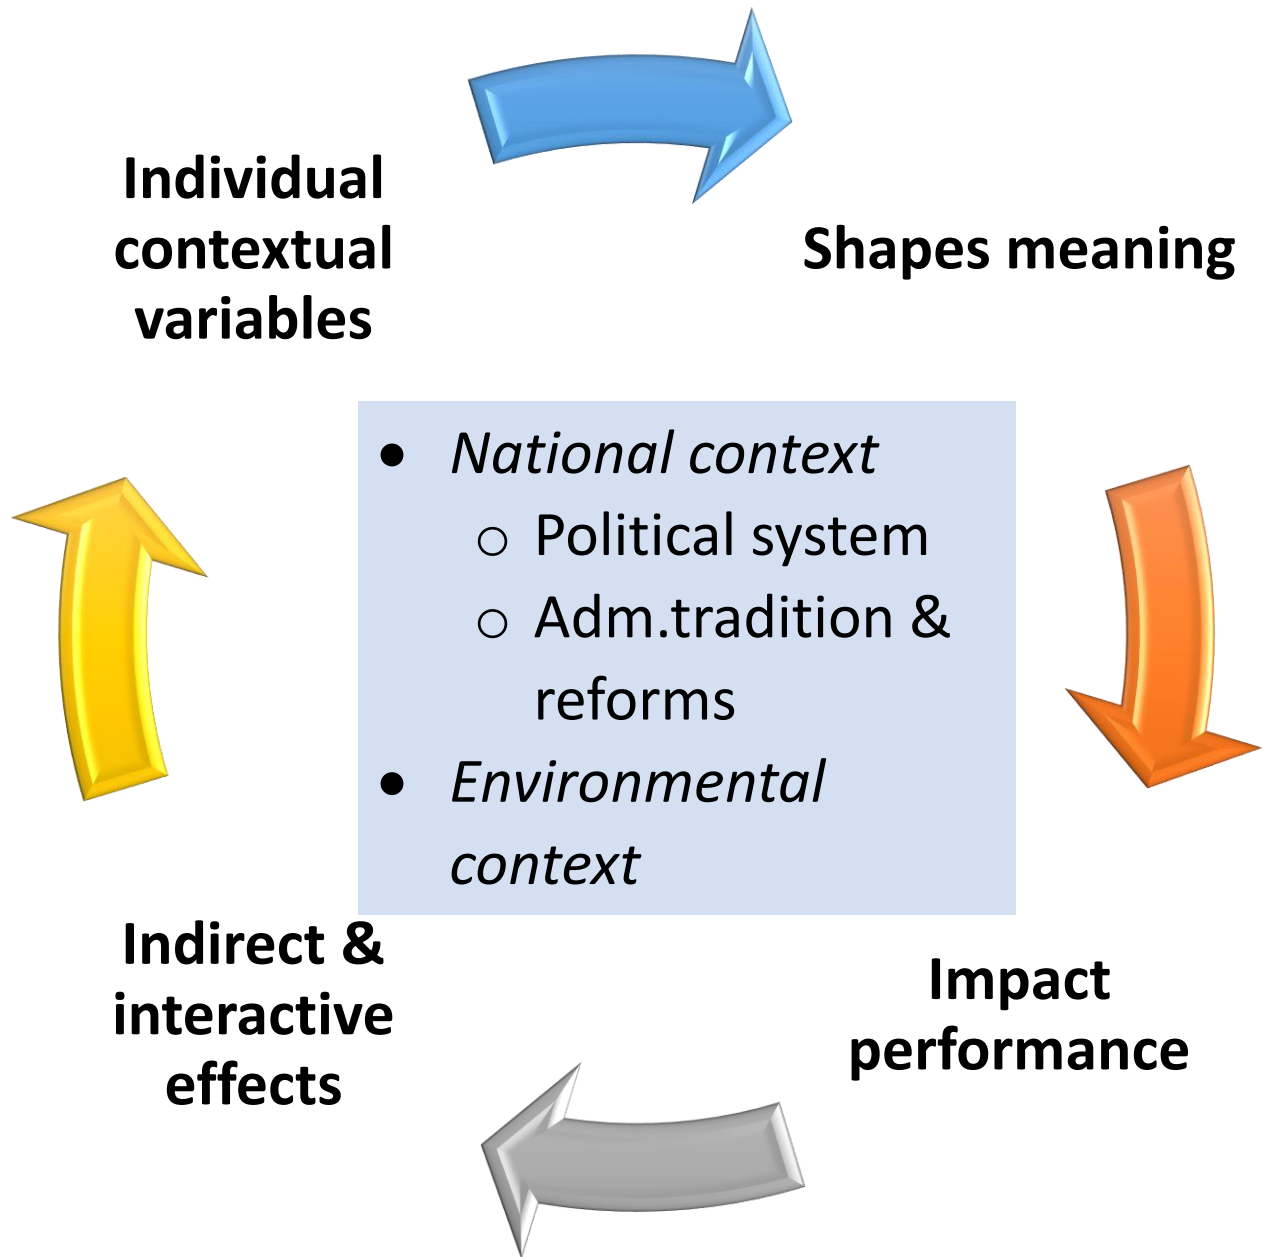 Individual
contextual
variables
Shapes meaning
• National context
o Political system
o Adm.tradition &
reforms
• Environmental
context
Indirect &
interactive
effects
Impact
performance